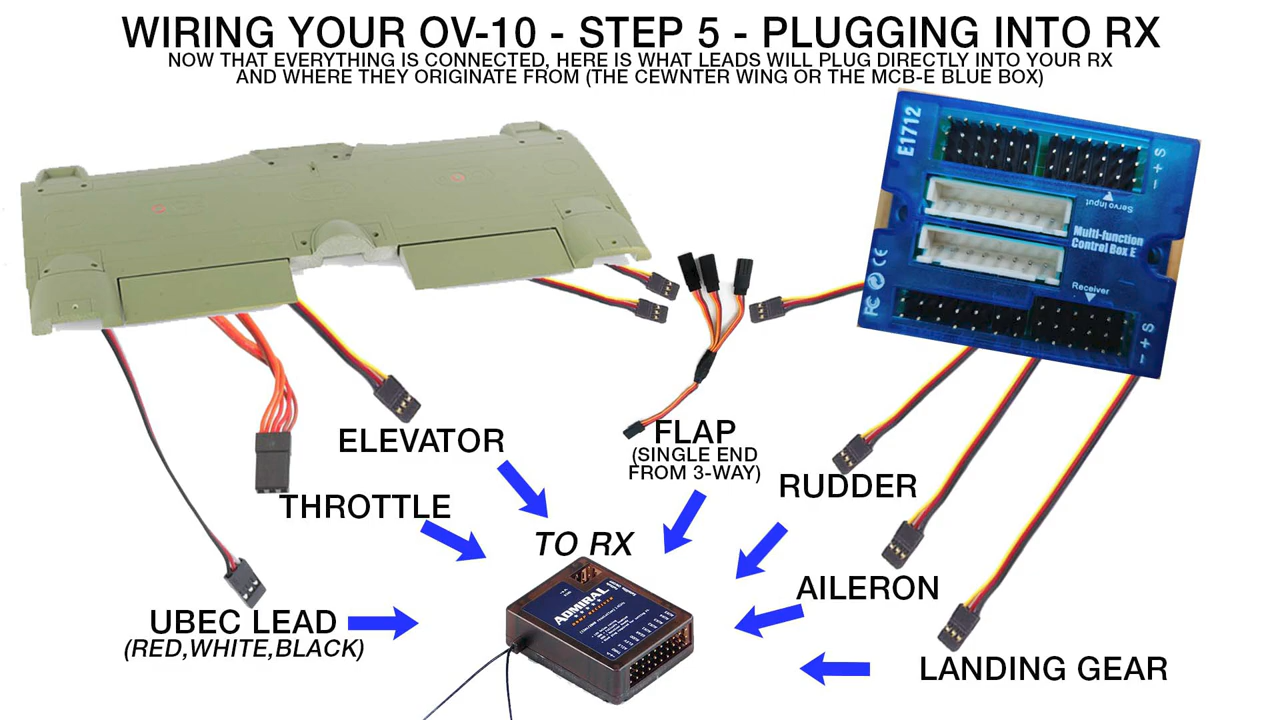 WIRING YOUR OV-10 - STEP 5 - PLUGGING INTO RX
NOW THAT EVERYTHING IS CONNECTED, HERE IS WHAT LEADS WILL PLUG DIRECTLY INTO YOUR RX
AND WHERE THEY ORIGINATE FROM (THE CEWNTER WING OR THE MCB-E BLUE BOX)
E1712
S + -
Servo Input
Multi-function
Control Box E
Receiver
FC CE
S + -
ELEVATOR
FLAP
(SINGLE END
FROM 3-WAY)
RUDDER
THROTTLE
TO RX
AILERON
ADMIRAL
UBEC LEAD
(RED,WHITE,BLACK)
LANDING GEAR